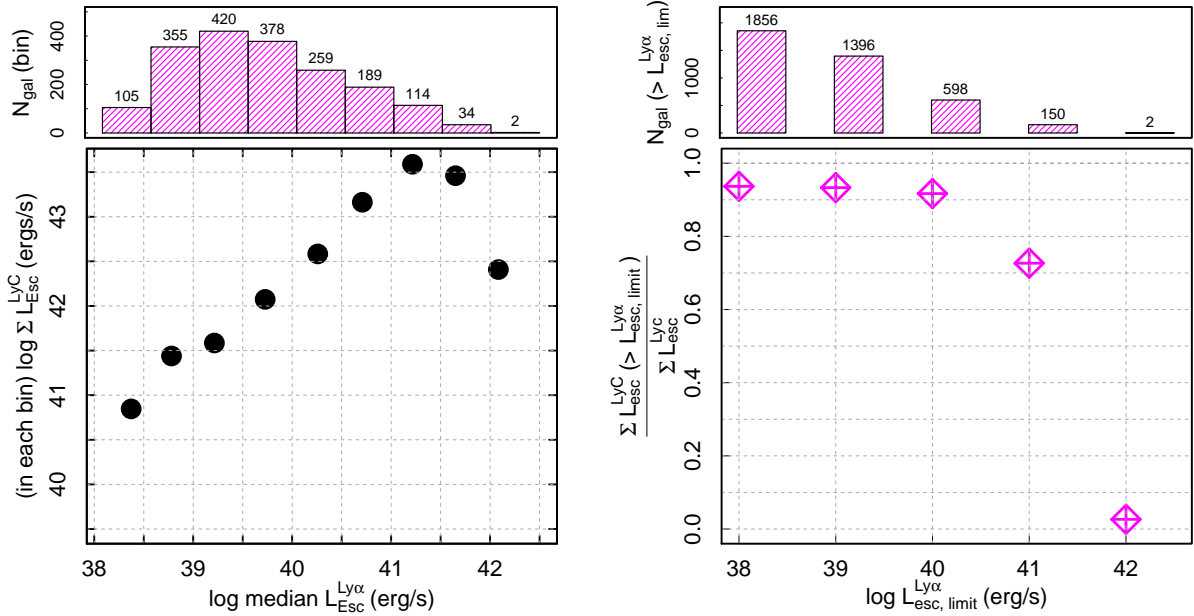 N_gal (bin)
0 200 400
105 355 420 378 259 189 114 34 2
(in each bin) log Σ L_Esc^LyC (ergs/s)
40 41 42 43
38 39 40 41 42
log median L_Esc^Lyα (erg/s)
N_gal (> L_esc, lim^Lyα)
0 1000
1856 1396 598 150 2
Σ L_esc^LyC (> L_esc, limit^Lyα)
Σ L_esc^Lyc
0.0 0.2 0.4 0.6 0.8 1.0
38 39 40 41 42
log L_esc, limit^Lyα (erg/s)